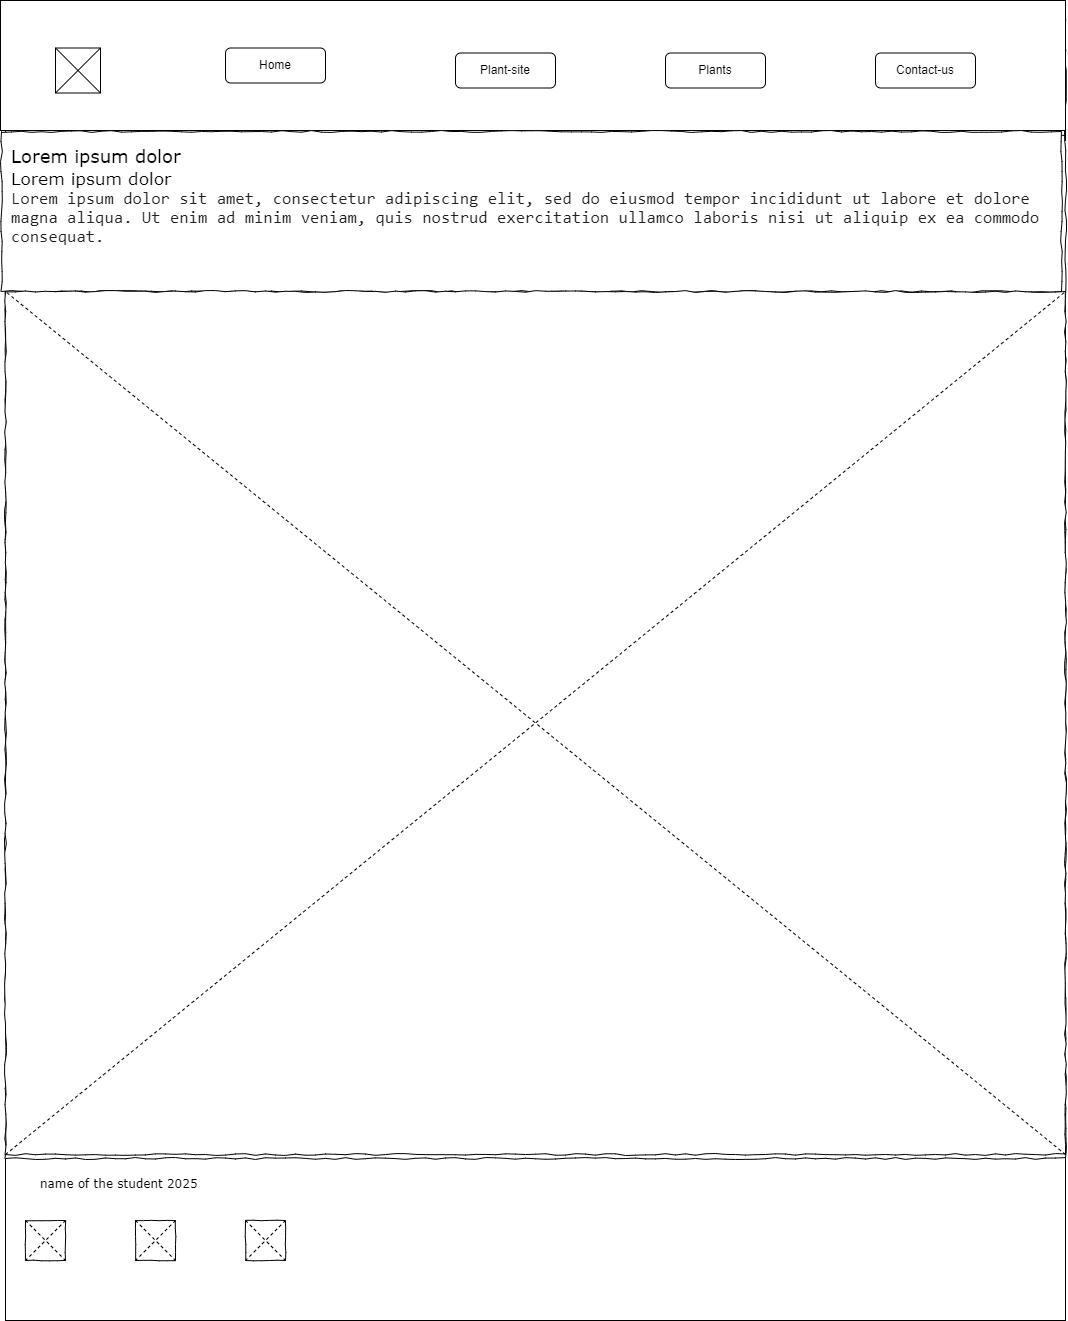 Home
Plant-site
Plants
Contact-us
Lorem ipsum dolor
Lorem ipsum dolor
Lorem ipsum dolor sit amet, consectetur adipiscing elit, sed do eiusmod tempor incididunt ut labore et dolore
magna aliqua. Ut enim ad minim veniam, quis nostrud exercitation ullamco laboris nisi ut aliquip ex ea commodo
consequat.
name of the student 2025